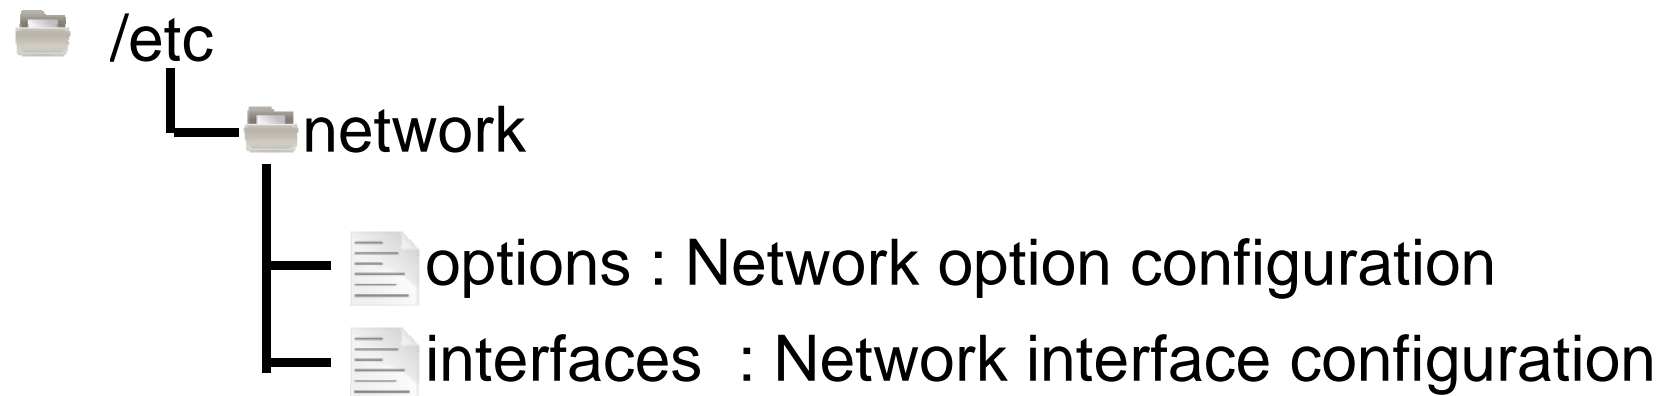 /etc
network
options : Network option configuration
interfaces : Network interface configuration